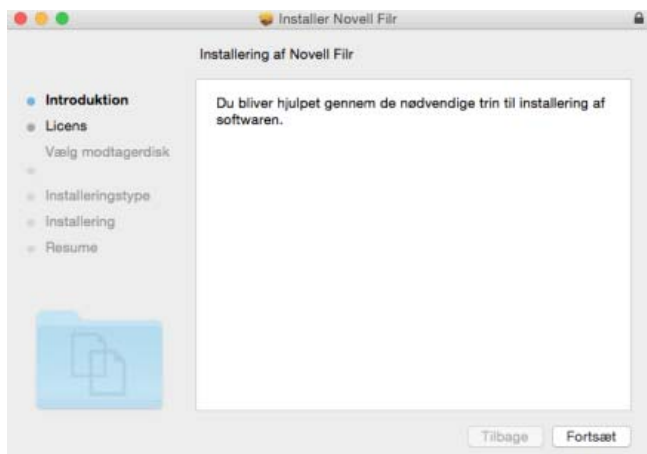 Installer Novell Filr
Installering af Novell Filr
Introduktion
Licens
Vælg modtagerdisk
Installeringstype
Installering
Resume
Du bliver hjulpet gennem de nødvendige trin til installering af
softwaren.
Tilbage
Fortsæt